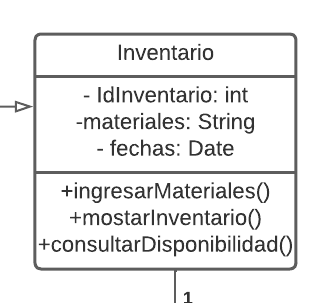 Inventario
- IdInventario: int
-materiales: String
- fechas: Date
+ingresarMateriales()
+mostarInventario()
+consultarDisponibilidad()
1